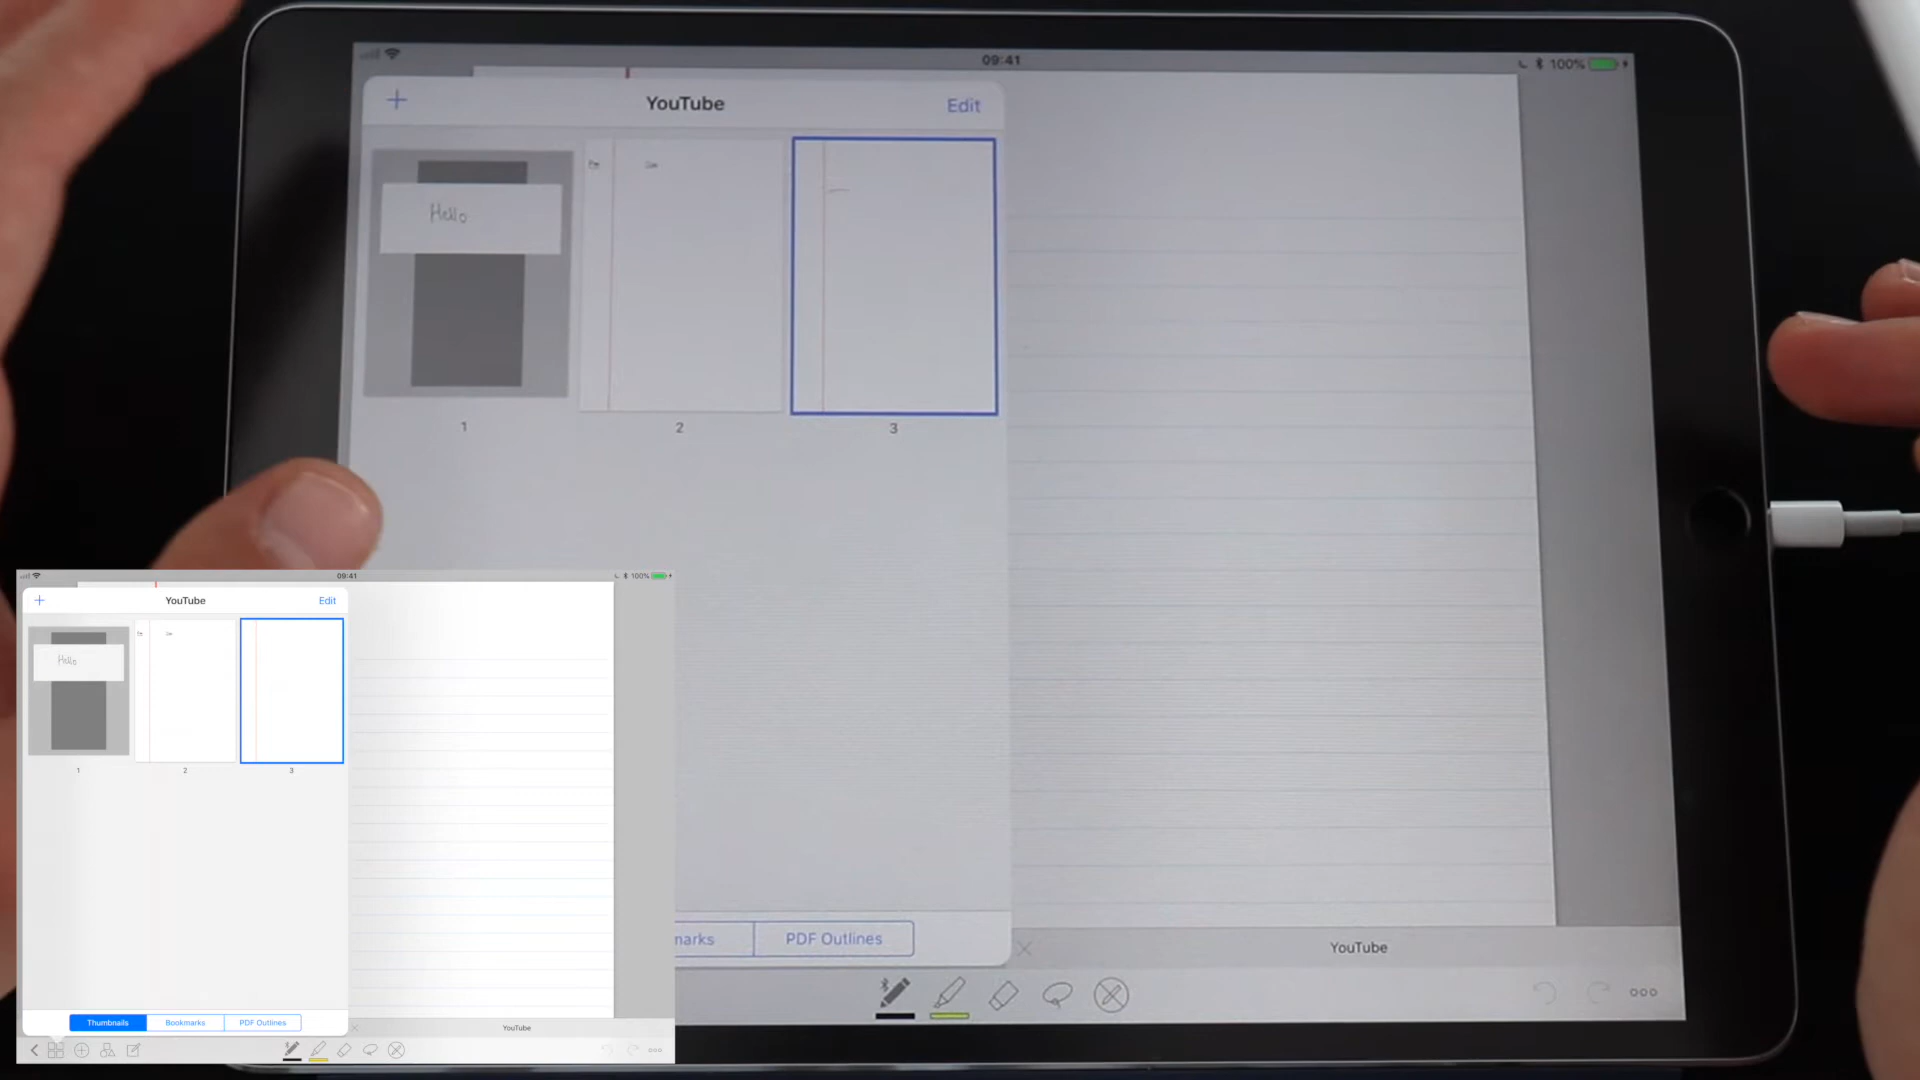 09:41
100%
+ YouTube Edit
Hello
1 2 3
marks PDF Outlines
YouTube
09:41
100%
+ YouTube Edit
Hello
1 2 3
Thumbnails Bookmarks PDF Outlines
YouTube